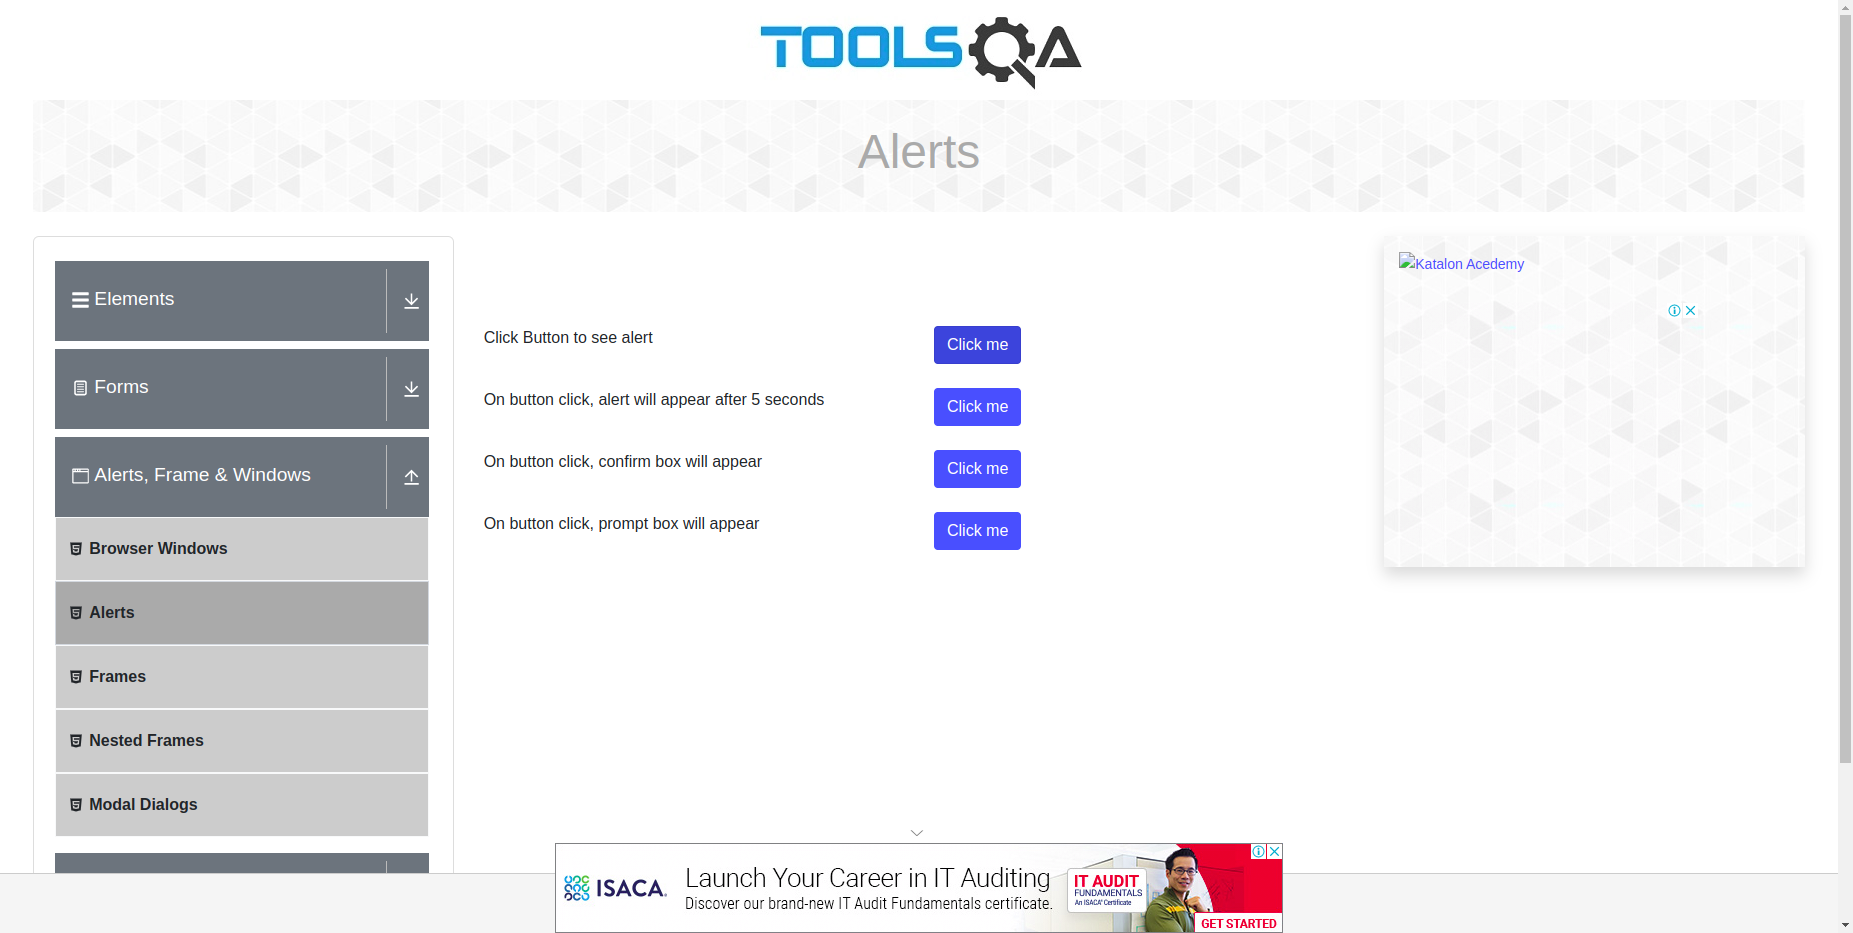 TOOLSQA
Alerts
Elements
Forms
Alerts, Frame & Windows
Browser Windows
Alerts
Frames
Nested Frames
Modal Dialogs
Click Button to see alert
Click me
On button click, alert will appear after 5 seconds
Click me
On button click, confirm box will appear
Click me
On button click, prompt box will appear
Click me
Katalon Acedemy
ISACA.
Launch Your Career in IT Auditing
Discover our brand-new IT Audit Fundamentals certificate.
IT AUDIT
FUNDAMENTALS
An ISACA® Certificate
GET STARTED